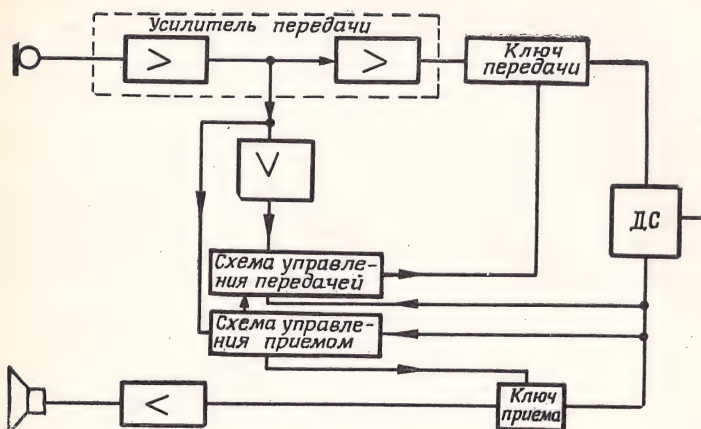 Усилитель передачи
>
>
Ключ
передачи
>
ДС
Схема управле-
ния передачей
Схема управле-
ния приемом
<
Ключ
приема